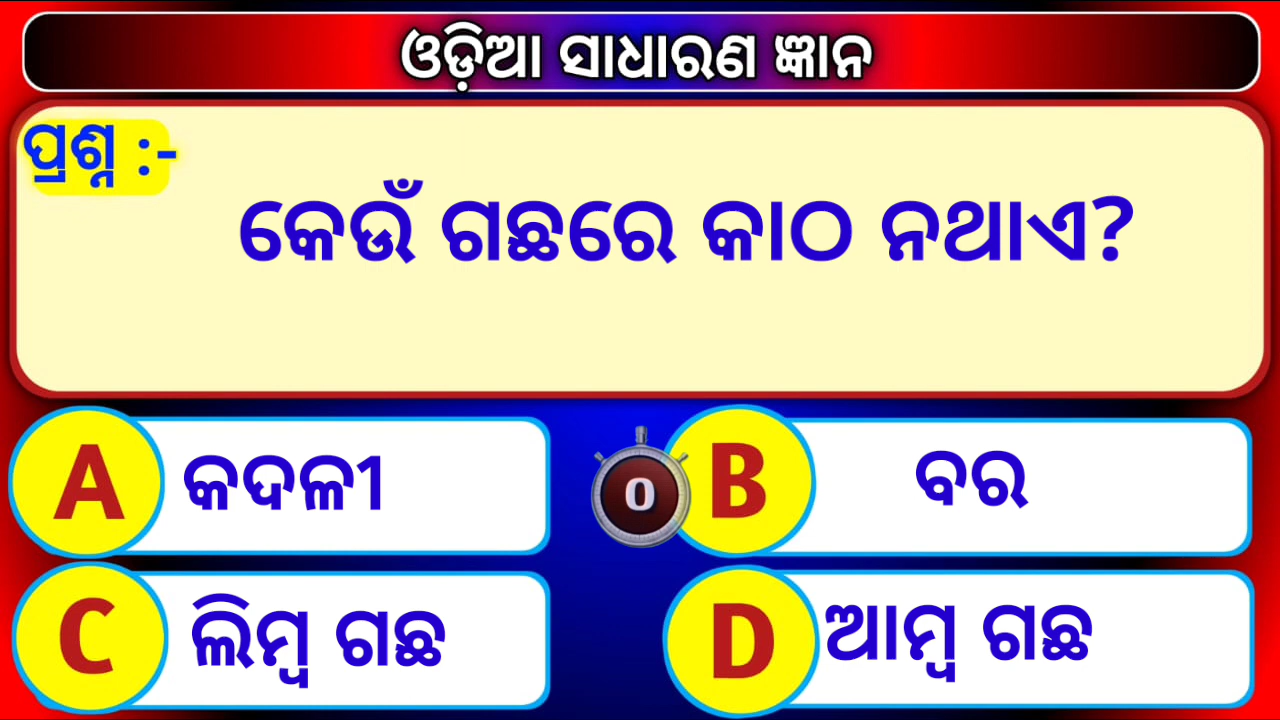 ଓଡ଼ିଆ ସାଧାରଣ ଜ୍ଞାନ
ପ୍ରଶ୍ନ :-
କେଉଁ ଗଛରେ କାଠ ନଥାଏ?
A କଦଳୀ
0
B ବର
C ଲିମ୍ବ ଗଛ
D ଆମ୍ବ ଗଛ